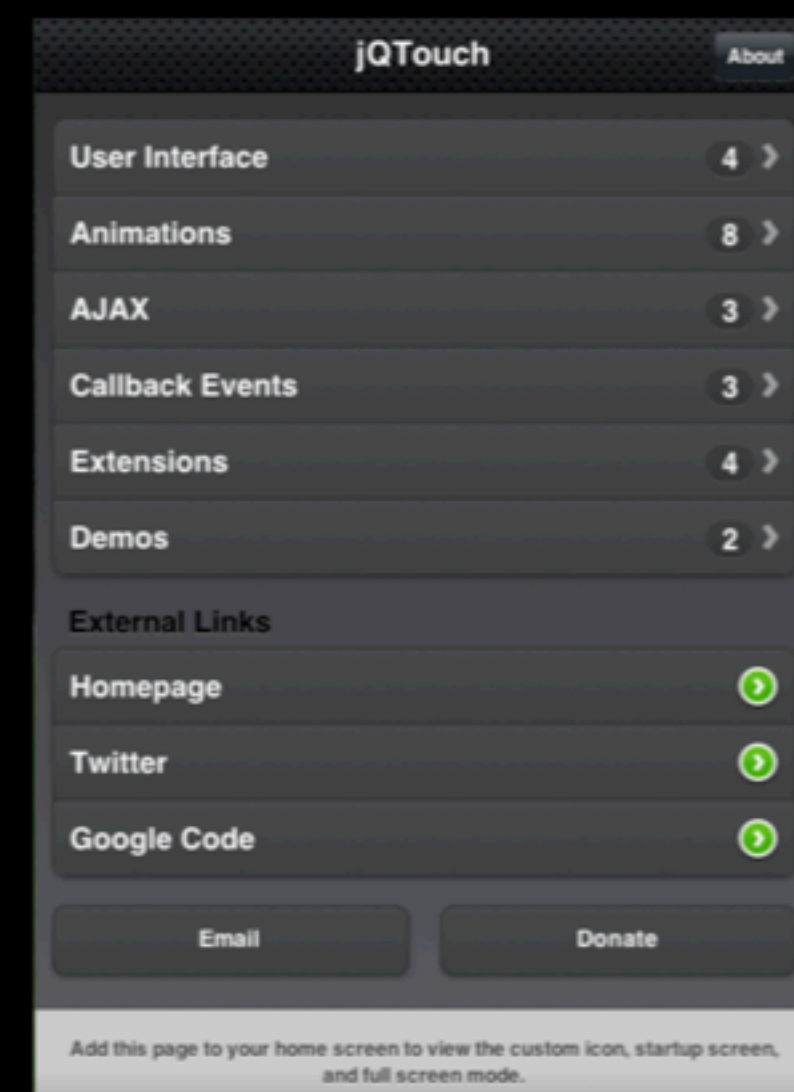 jQTouch
About
User Interface 4
Animations 8
AJAX 3
Callback Events 3
Extensions 4
Demos 2
External Links
Homepage
Twitter
Google Code
Email Donate
Add this page to your home screen to view the custom icon, startup screen,
and full screen mode.